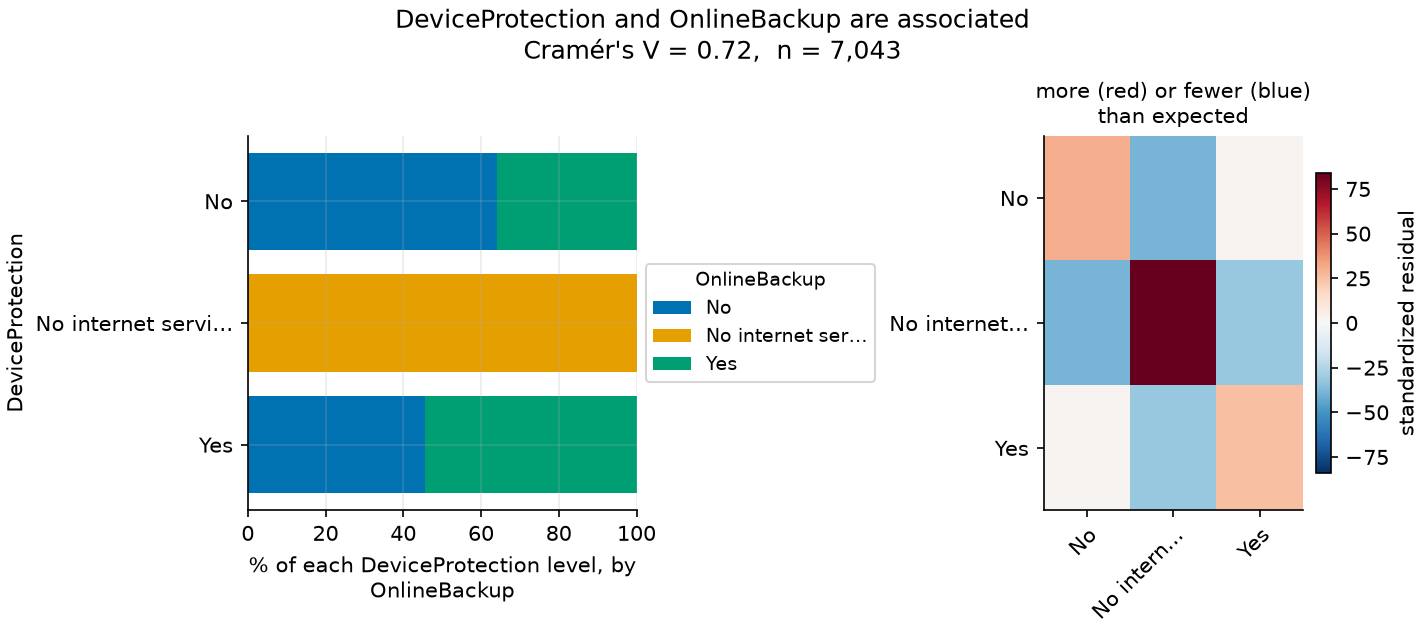 DeviceProtection and OnlineBackup are associated
Cramér's V = 0.72,  n = 7,043
DeviceProtection
No
No internet servi...
Yes
0 20 40 60 80 100
% of each DeviceProtection level, by
OnlineBackup
OnlineBackup
No
No internet ser...
Yes
more (red) or fewer (blue)
than expected
No
No internet...
Yes
No
No intern...
Yes
75
50
25
0
−25
−50
−75
standardized residual